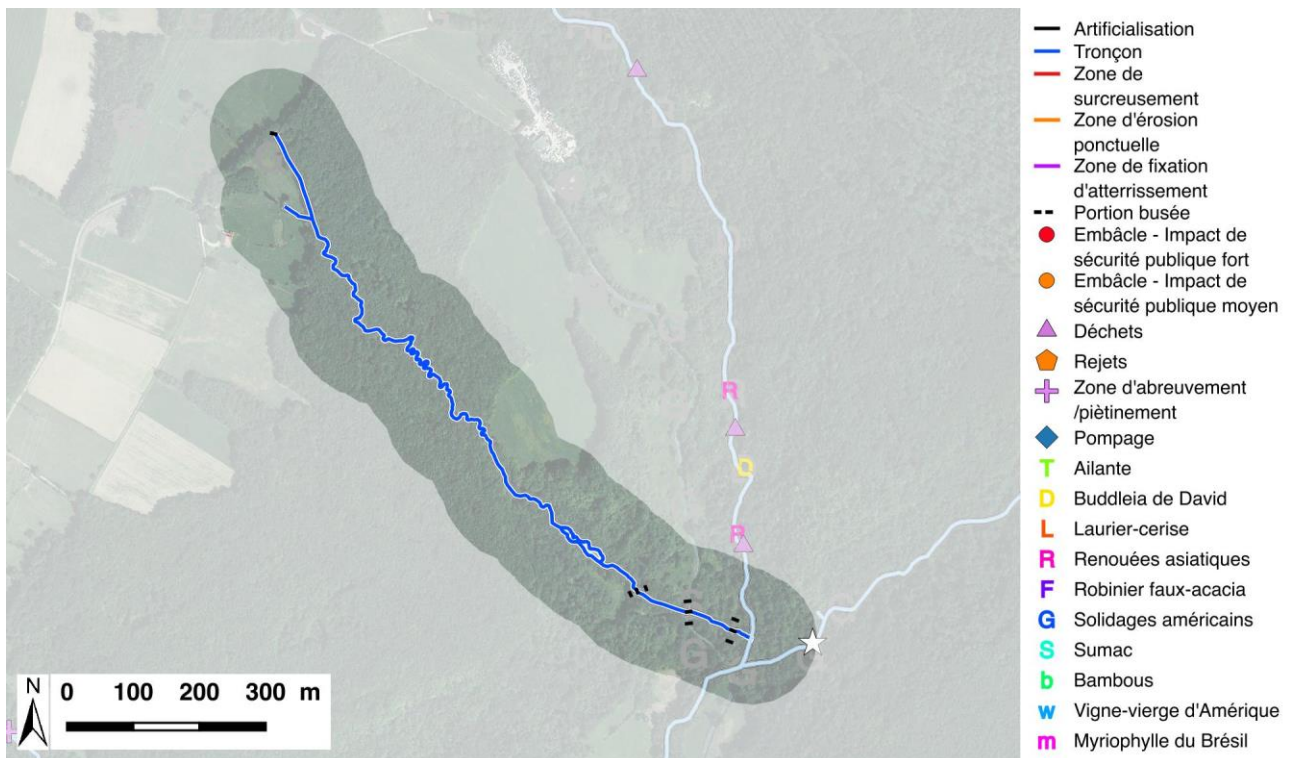 R
D
R
G
N
0 100 200 300 m
Artificialisation
Tronçon
Zone de
surcreusement
Zone d'érosion
ponctuelle
Zone de fixation
d'atterrissement
Portion busée
Embâcle - Impact de
sécurité publique fort
Embâcle - Impact de
sécurité publique moyen
Déchets
Rejets
Zone d'abreuvement
/piètinement
Pompage
T Ailante
D Buddleia de David
L Laurier-cerise
R Renouées asiatiques
F Robinier faux-acacia
G Solidages américains
S Sumac
b Bambous
w Vigne-vierge d'Amérique
m Myriophylle du Brésil